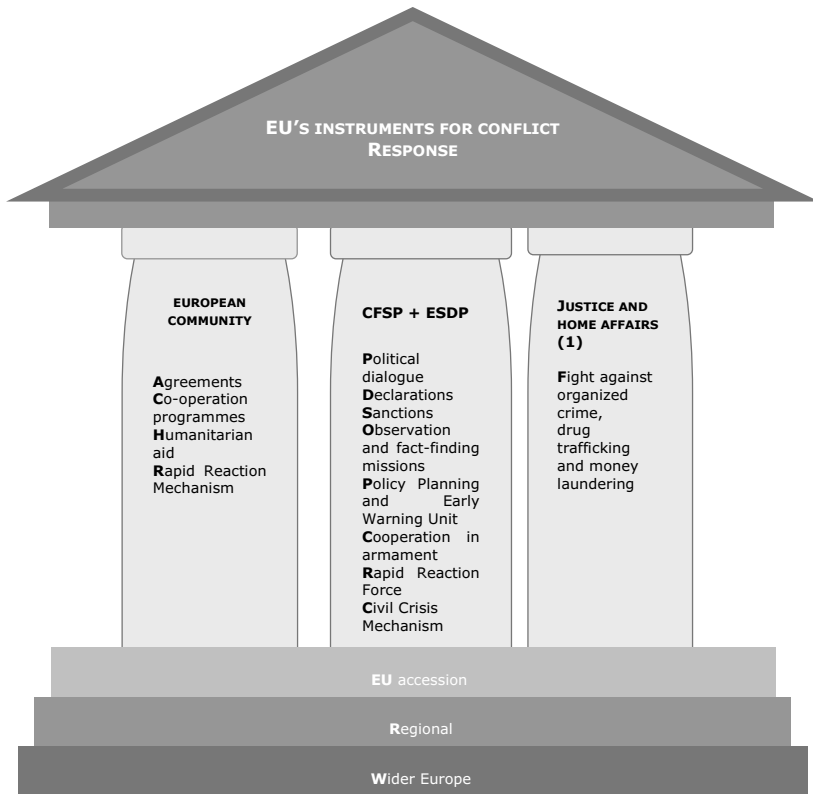 EU'S INSTRUMENTS FOR CONFLICT
RESPONSE
EUROPEAN
COMMUNITY
Agreements
Co-operation
programmes
Humanitarian
aid
Rapid Reaction
Mechanism
CFSP + ESDP
Political
dialogue
Declarations
Sanctions
Observation
and fact-finding
missions
Policy Planning
and Early
Warning Unit
Cooperation in
armament
Rapid Reaction
Force
Civil Crisis
Mechanism
JUSTICE AND
HOME AFFAIRS
(1)
Fight against
organized
crime,
drug
trafficking
and money
laundering
EU accession
Regional
Wider Europe